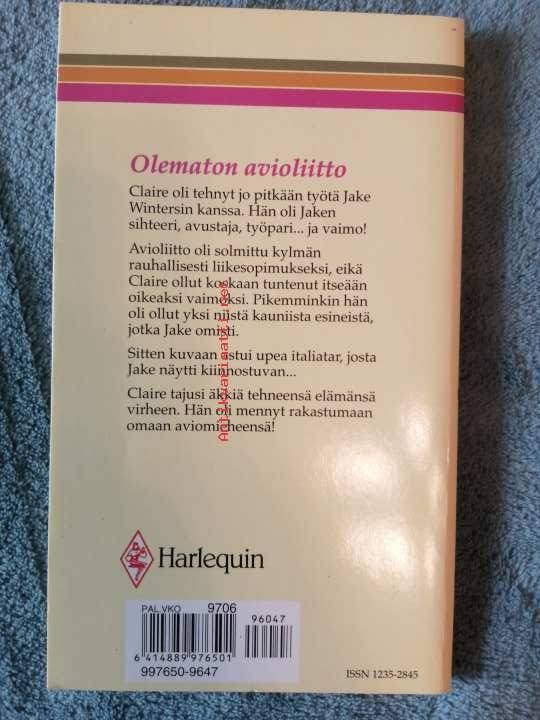 Olematon avioliitto
Claire oli tehnyt jo pitkään työtä Jake
Wintersin kanssa. Hän oli Jaken
sihteeri, avustaja, työpari... ja vaimo!
Avioliitto oli solmittu kylmän
rauhallisesti liikesopimukseksi, eikä
Claire ollut koskaan tuntenut itseään
oikeaksi vaimoksi. Pikemminkin hän
oli ollut yksi niistä kauniista esineistä,
jotka Jake omisti.
Sitten kuvaan astui upea italiatar, josta
Jake näytti kiinnostuvan...
Claire tajusi äkkiä tehneensä elämänsä
virheen. Hän oli mennyt rakastumaan
omaan aviomieheensä!
Antikvariaatti.net
Harlequin
PAL.VKO 9706
96047
6 414889 976501
997650-9647
ISSN 1235-2845